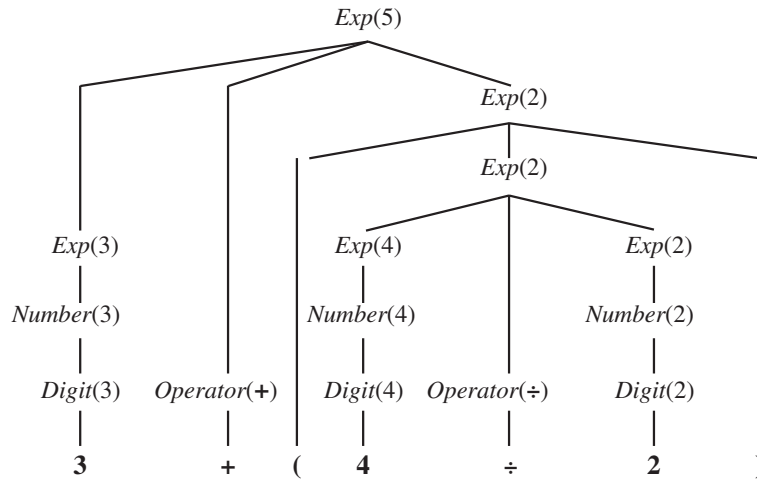 Exp(5)
Exp(2)
Exp(2)
Exp(3) Exp(4) Exp(2)
Number(3) Number(4) Number(2)
Digit(3) Operator(+) Digit(4) Operator(÷) Digit(2)
3 + ( 4 ÷ 2 )